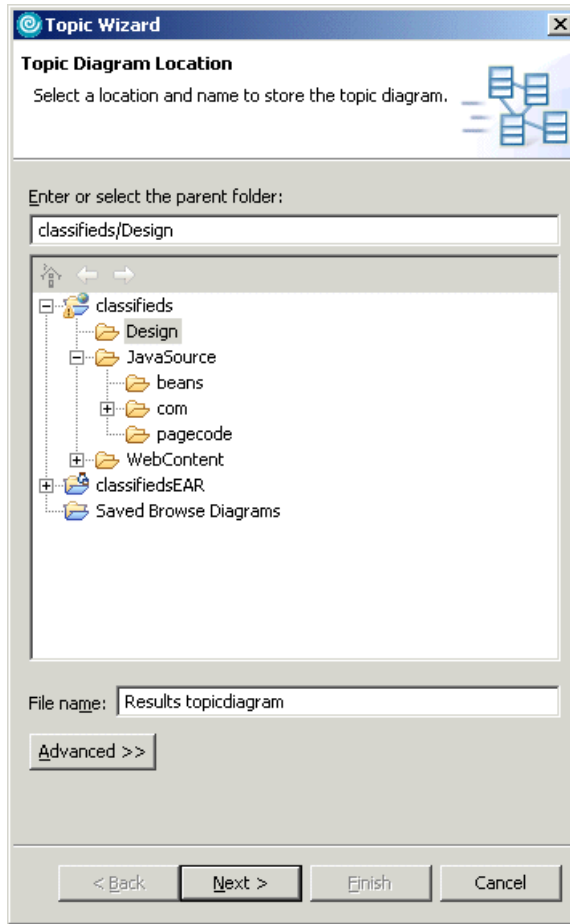 Topic Wizard
Topic Diagram Location
Select a location and name to store the topic diagram.
Enter or select the parent folder:
classifieds/Design
classifieds
Design
JavaSource
beans
com
pagecode
WebContent
classifiedsEAR
Saved Browse Diagrams
File name: Results topicdiagram
Advanced >>
< Back Next > Finish Cancel